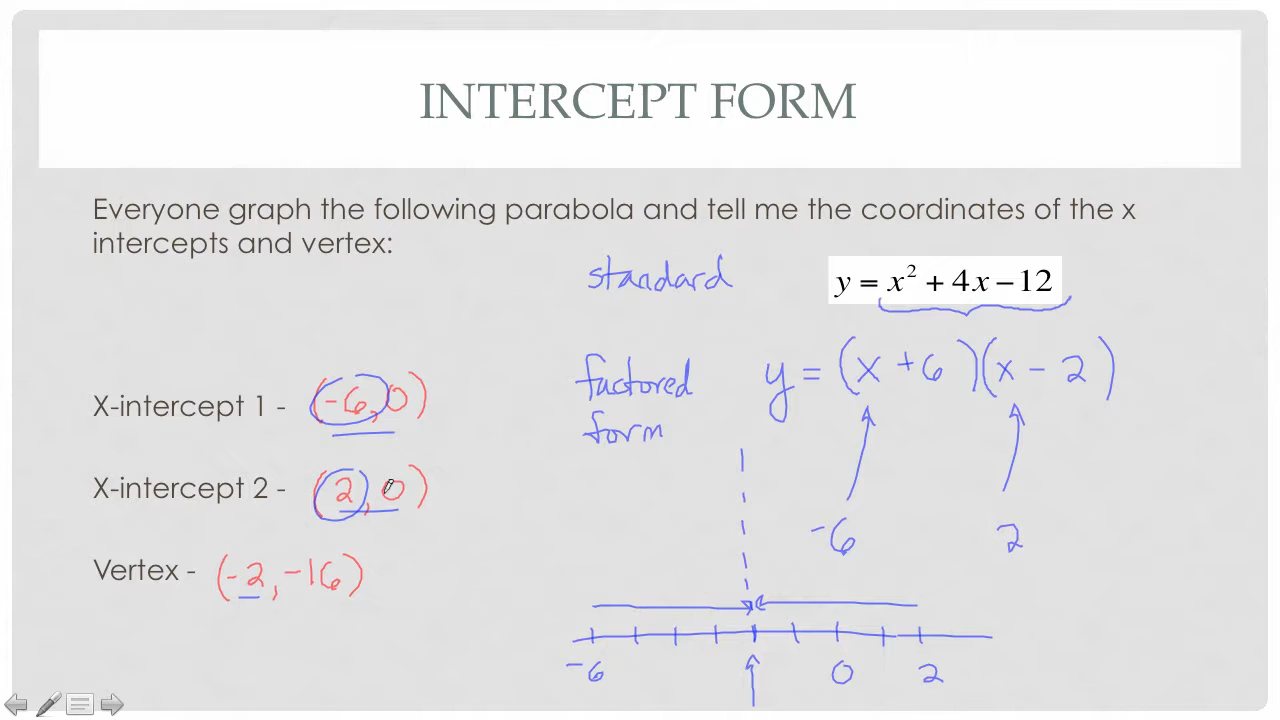 INTERCEPT FORM
Everyone graph the following parabola and tell me the coordinates of the x
intercepts and vertex:
standard
y = x² + 4x − 12
factored
form
y = (x + 6)(x − 2)
X-intercept 1 - (-6, 0)
X-intercept 2 - (2, 0)
Vertex - (-2, -16)
-6 2
-6 0 2